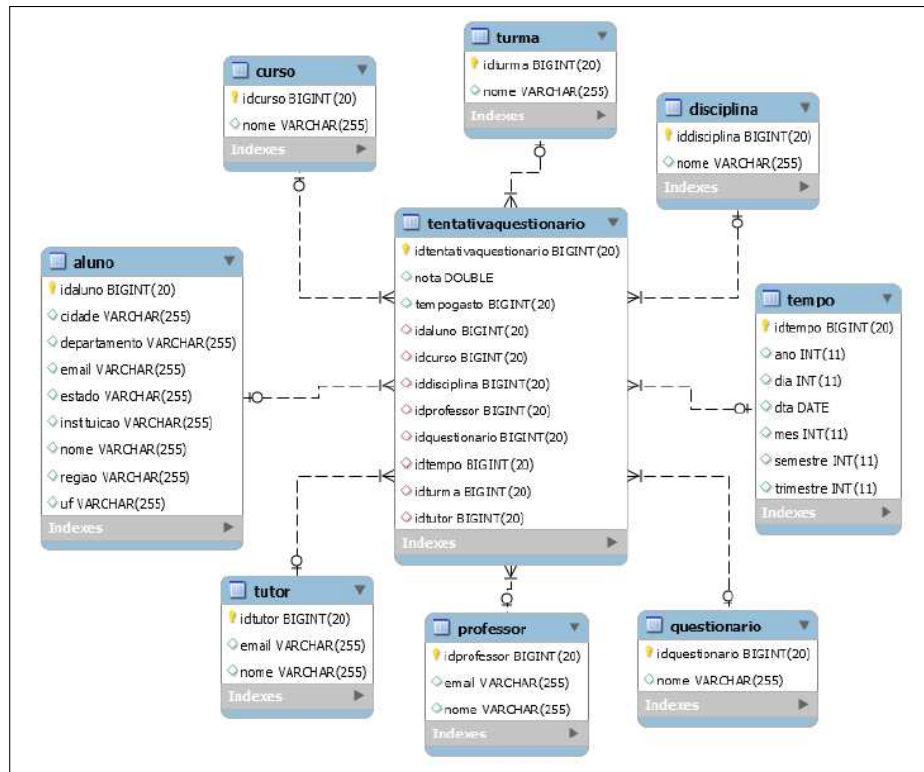 turma
idturma BIGINT(20)
nome VARCHAR(255)
Indexes
curso
idcurso BIGINT(20)
nome VARCHAR(255)
Indexes
disciplina
iddisciplina BIGINT(20)
nome VARCHAR(255)
Indexes
tentativaquestionario
idtentativaquestionario BIGINT(20)
nota DOUBLE
tempogasto BIGINT(20)
idaluno BIGINT(20)
idcurso BIGINT(20)
iddisciplina BIGINT(20)
idprofessor BIGINT(20)
idquestionario BIGINT(20)
idtempo BIGINT(20)
idturma BIGINT(20)
idtutor BIGINT(20)
Indexes
aluno
idaluno BIGINT(20)
cidade VARCHAR(255)
departamento VARCHAR(255)
email VARCHAR(255)
estado VARCHAR(255)
instituicao VARCHAR(255)
nome VARCHAR(255)
regiao VARCHAR(255)
uf VARCHAR(255)
Indexes
tempo
idtempo BIGINT(20)
ano INT(11)
dia INT(11)
dta DATE
mes INT(11)
semestre INT(11)
trimestre INT(11)
Indexes
tutor
idtutor BIGINT(20)
email VARCHAR(255)
nome VARCHAR(255)
Indexes
professor
idprofessor BIGINT(20)
email VARCHAR(255)
nome VARCHAR(255)
Indexes
questionario
idquestionario BIGINT(20)
nome VARCHAR(255)
Indexes